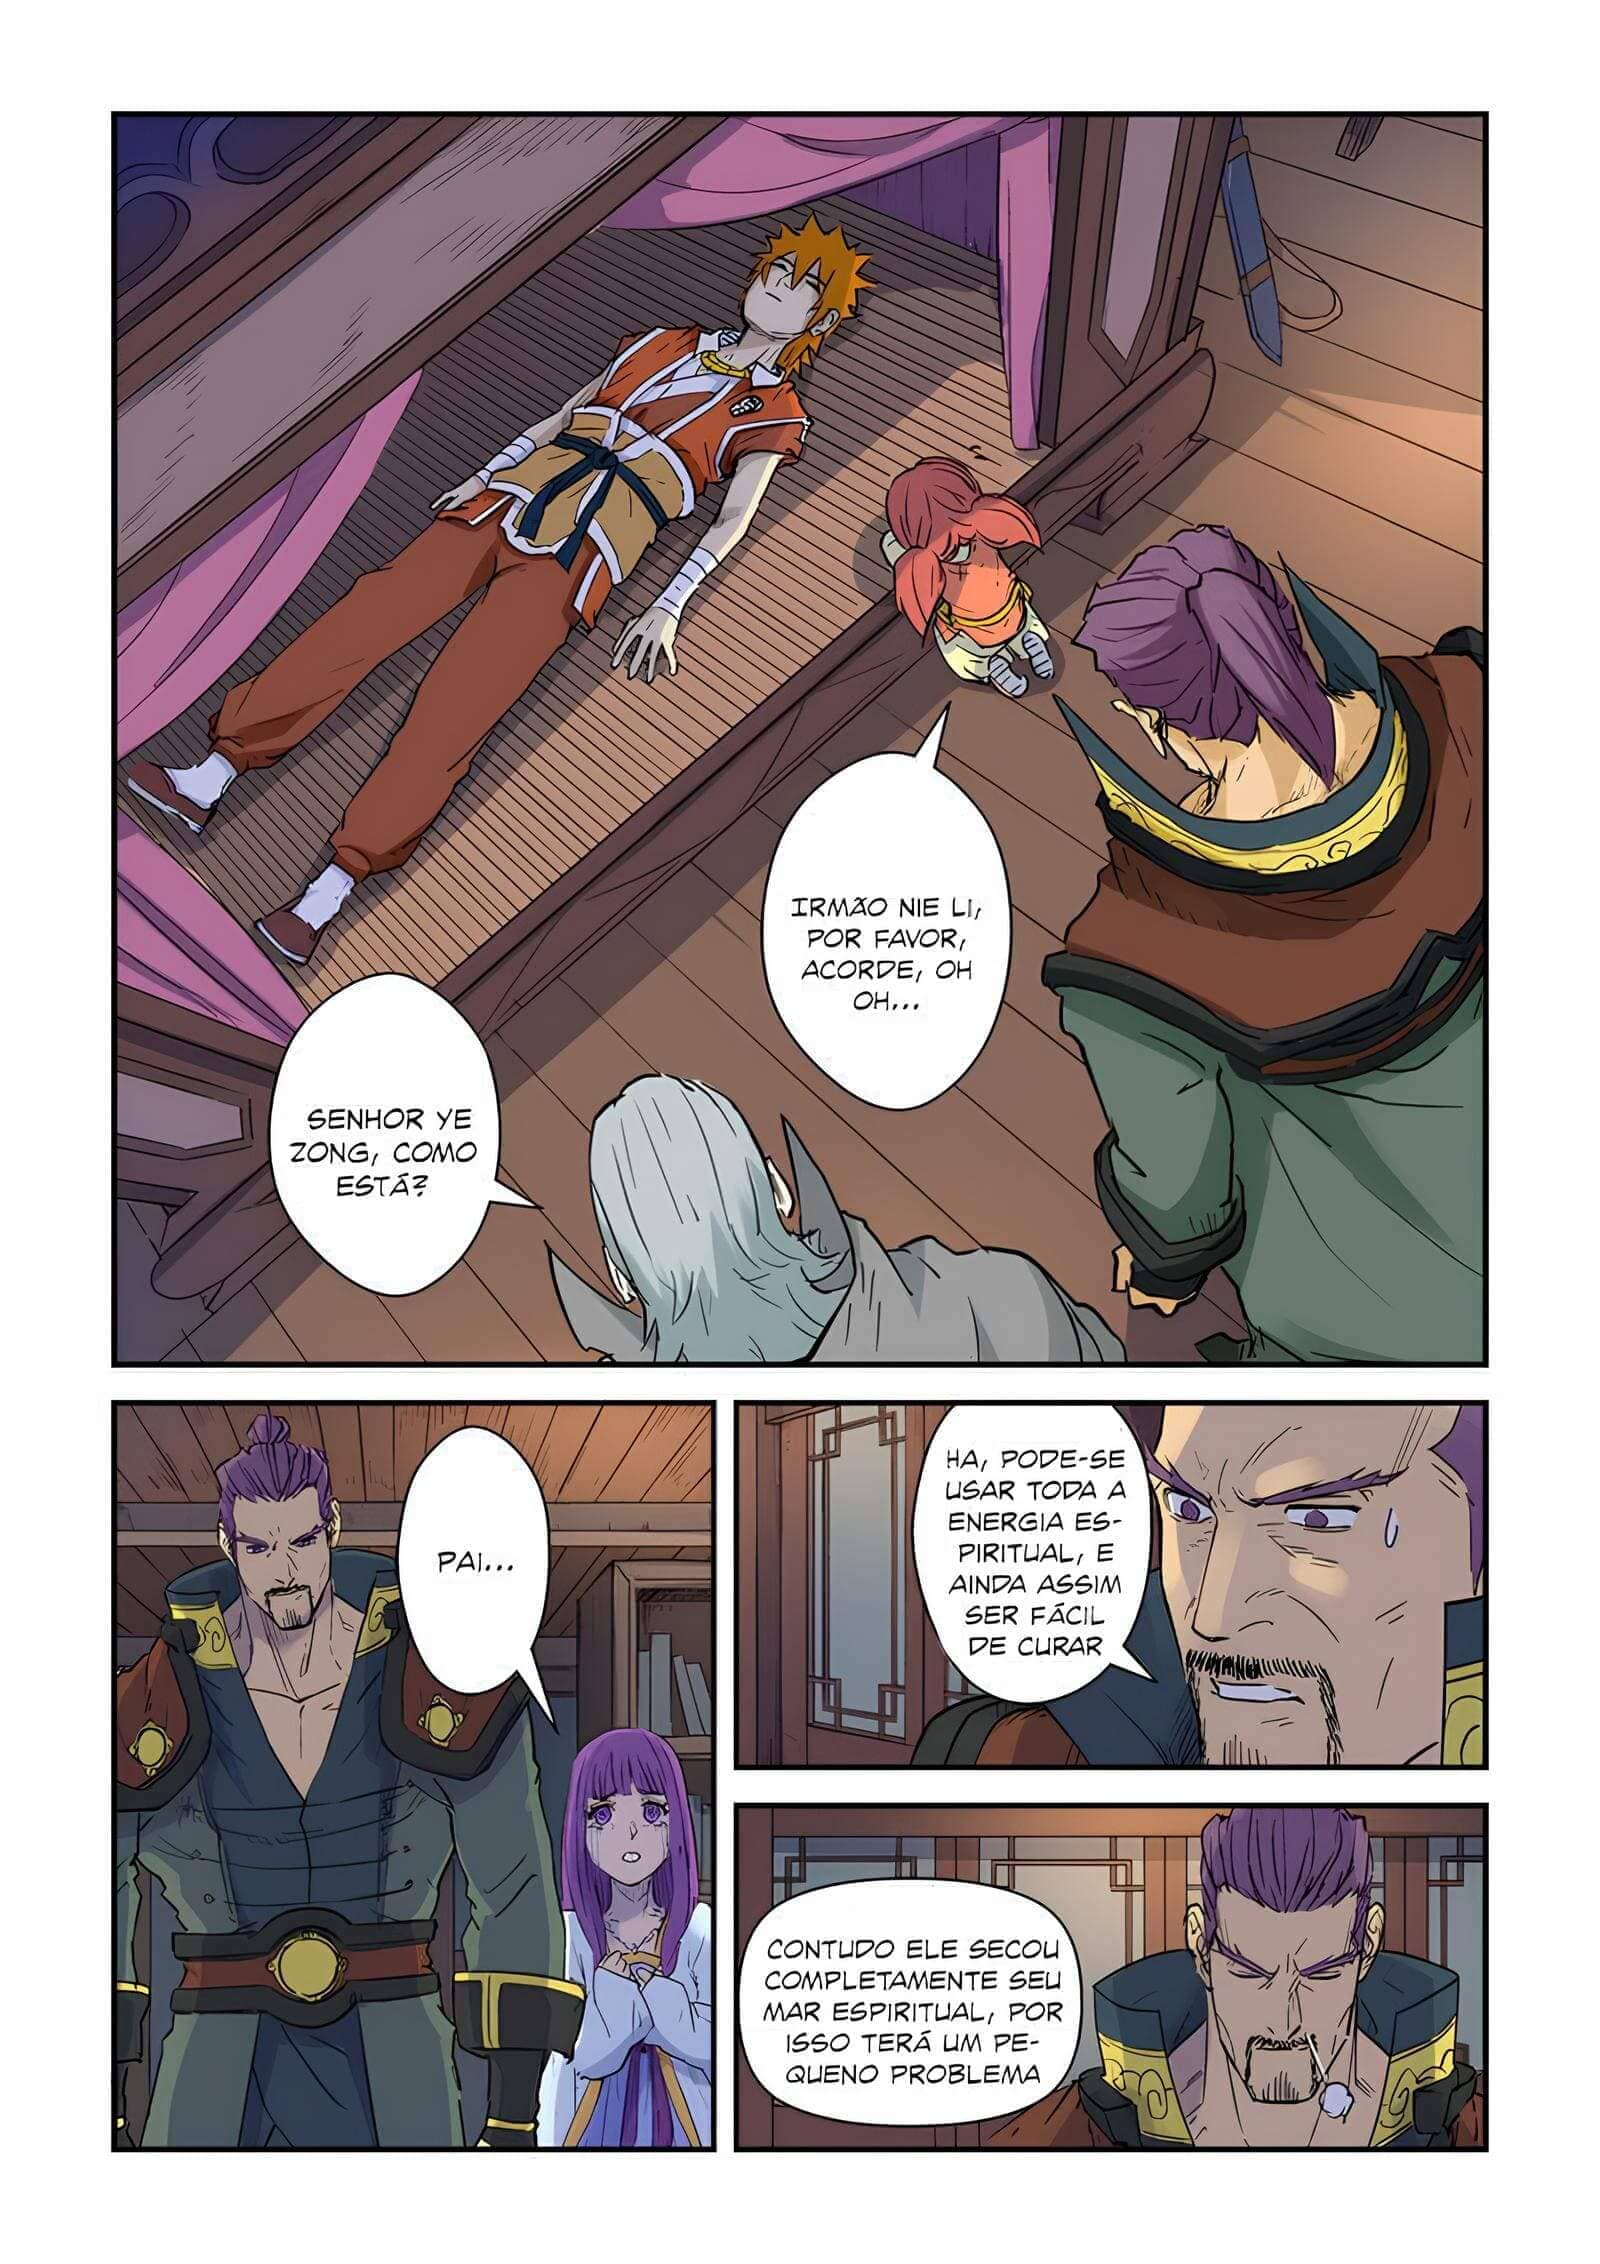 IRMÃO NIE LI,
POR FAVOR,
ACORDE, OH
OH...
SENHOR YE
ZONG, COMO
ESTÁ?
PAI...
HA, PODE-SE
USAR TODA A
ENERGIA ES-
PIRITUAL, E
AINDA ASSIM
SER FÁCIL
DE CURAR
CONTUDO ELE SECOU
COMPLETAMENTE SEU
MAR ESPIRITUAL, POR
ISSO TERÁ UM PE-
QUENO PROBLEMA